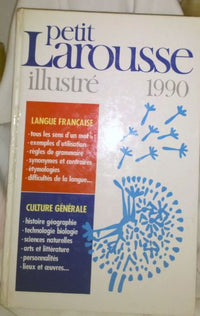 petit
Larousse
illustré 1990
LANGUE FRANÇAISE
- tous les sens d'un mot
- exemples d'utilisation
- règles de grammaire
- synonymes et contraires
- étymologies
- difficultés de la langue...
CULTURE GÉNÉRALE
- histoire géographie
- technologie biologie
- sciences naturelles
- arts et littérature
- personnalités
- lieux et œuvres...